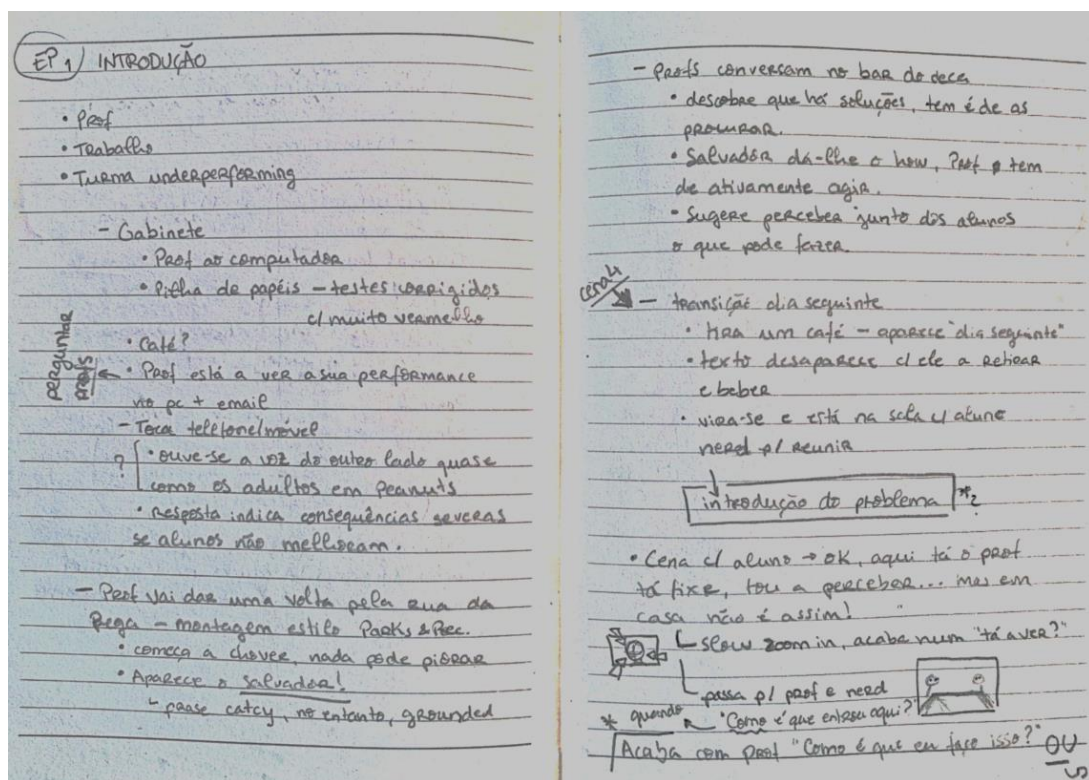 EP 1/ INTRODUÇÃO
• Prof
• Trabalho
• Turma underperforming
- Gabinete
• Prof ao computador
• Pilha de papéis - testes corrigidos
c/ muito vermelho
• Café?
perguntar
profs
• Prof está a ver a sua performance
no pc + email
- Toca telefone/móvel
? • ouve-se a voz do outro lado quase
como os adultos em Peanuts
• resposta indica consequências severas
se alunos não melhoram.
- Prof vai dar uma volta pela rua da
Pega - montagem estilo Parks & Rec.
• começa a chover, nada pode piorar
• Aparece o salvador!
frase catcy, no entanto, grounded
- Profs conversam no bar do deca
• descobre que há soluções, tem é de as
procurar.
• Salvador dá-lhe o how, Prof tem
de ativamente agir.
• Sugere perceber junto dos alunos
o que pode fazer.
cena 4
- transição dia seguinte
• tira um café - aparece "dia seguinte"
• texto desaparece c/ ele a retirar
e beber
• vira-se e está na sala c/ aluno
nerd p/ reunir
introdução do problema *2
• Cena c/ aluno → OK, aqui tá o prof
tá fixe, tou a perceber... mas em
casa não é assim!
slow zoom in, acaba num "tá a ver?"
passa p/ prof e nerd
* quando
"Como é que entrou aqui?"
Acaba com prof "Como é que eu faço isso?" OU